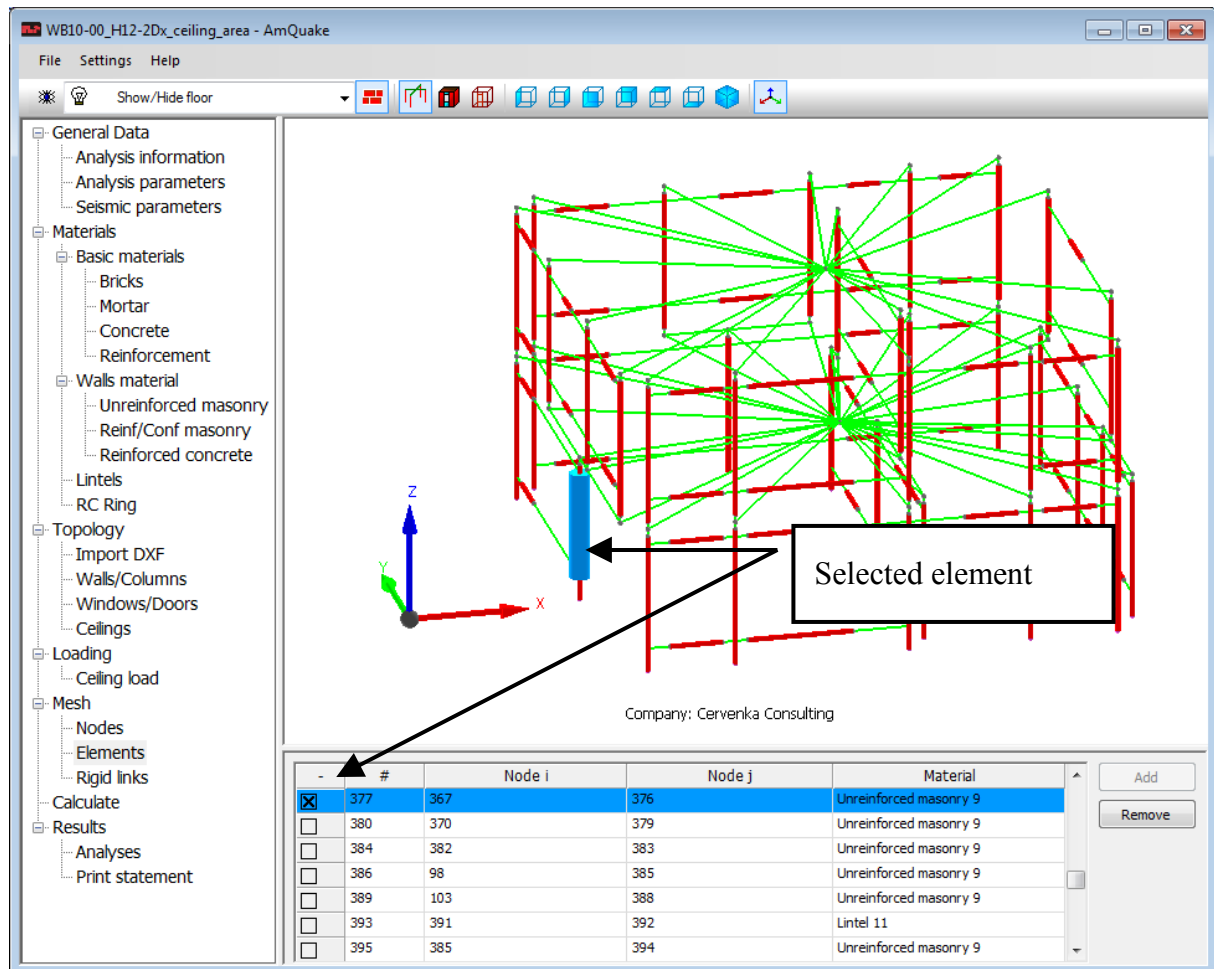 WB10-00_H12-2Dx_ceiling_area - AmQuake
File Settings Help
Show/Hide floor
General Data
Analysis information
Analysis parameters
Seismic parameters
Materials
Basic materials
Bricks
Mortar
Concrete
Reinforcement
Walls material
Unreinforced masonry
Reinf/Conf masonry
Reinforced concrete
Lintels
RC Ring
Topology
Import DXF
Walls/Columns
Windows/Doors
Ceilings
Loading
Ceiling load
Mesh
Nodes
Elements
Rigid links
Calculate
Results
Analyses
Print statement
Z
Y
X
Selected element
Company: Cervenka Consulting
- # Node i Node j Material
377 367 376 Unreinforced masonry 9
380 370 379 Unreinforced masonry 9
384 382 383 Unreinforced masonry 9
386 98 385 Unreinforced masonry 9
389 103 388 Unreinforced masonry 9
393 391 392 Lintel 11
395 385 394 Unreinforced masonry 9
Add
Remove